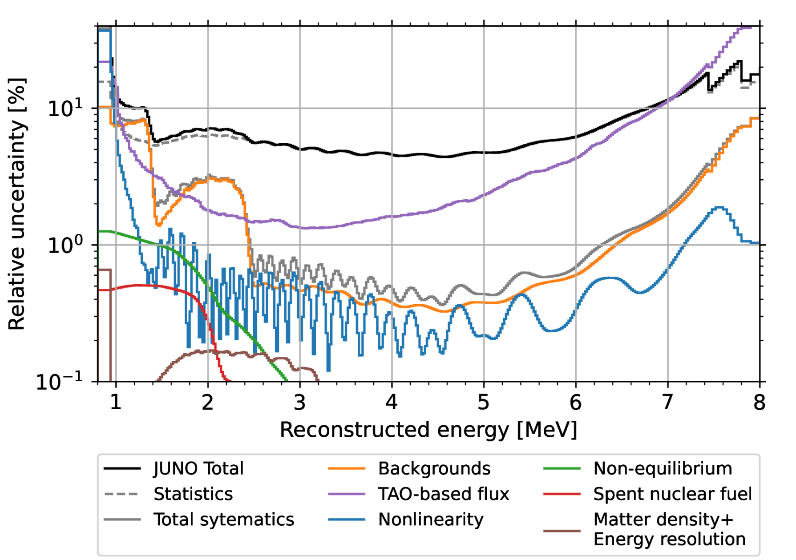 Relative uncertainty [%]
10¹
10⁰
10⁻¹
1 2 3 4 5 6 7 8
Reconstructed energy [MeV]
JUNO Total
Statistics
Total sytematics
Backgrounds
TAO-based flux
Nonlinearity
Non-equilibrium
Spent nuclear fuel
Matter density+
Energy resolution